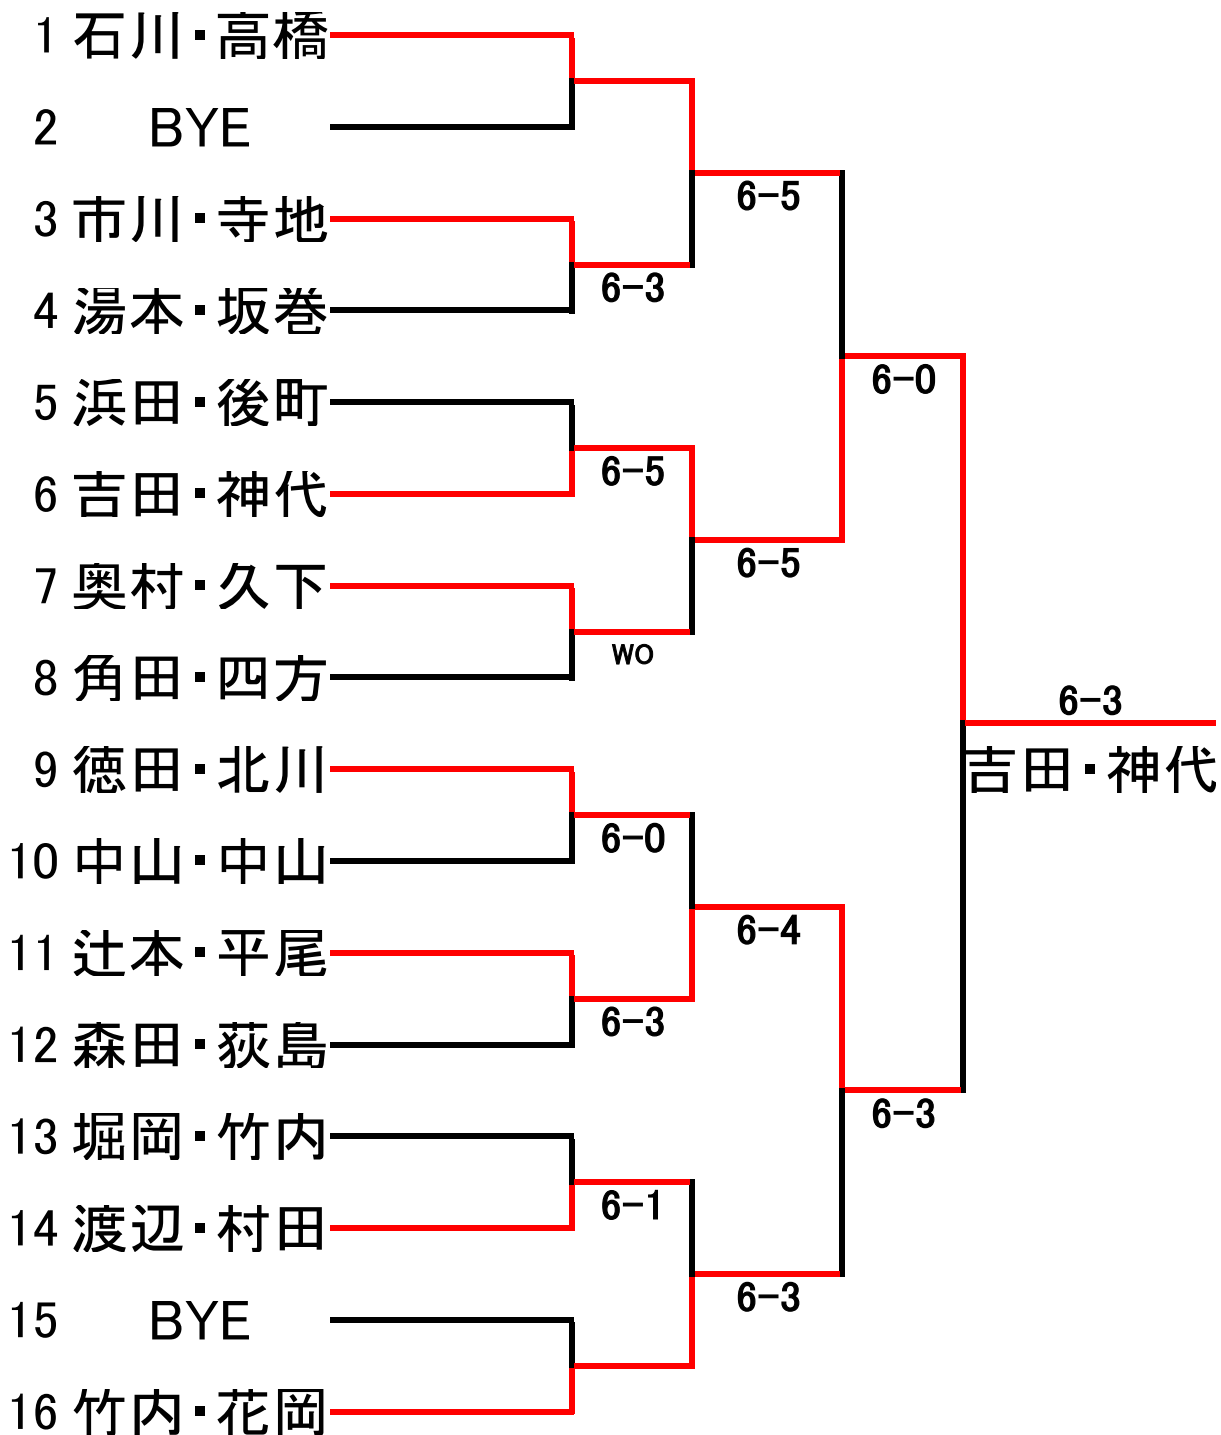 1 石川・高橋
2 BYE
6-5
3 市川・寺地
6-3
4 湯本・坂巻
6-0
5 浜田・後町
6-5
6 吉田・神代
6-5
7 奥村・久下
wo
8 角田・四方
6-3
9 徳田・北川
吉田・神代
6-0
10 中山・中山
6-4
11 辻本・平尾
6-3
12 森田・荻島
6-3
13 堀岡・竹内
6-1
14 渡辺・村田
6-3
15 BYE
16 竹内・花岡